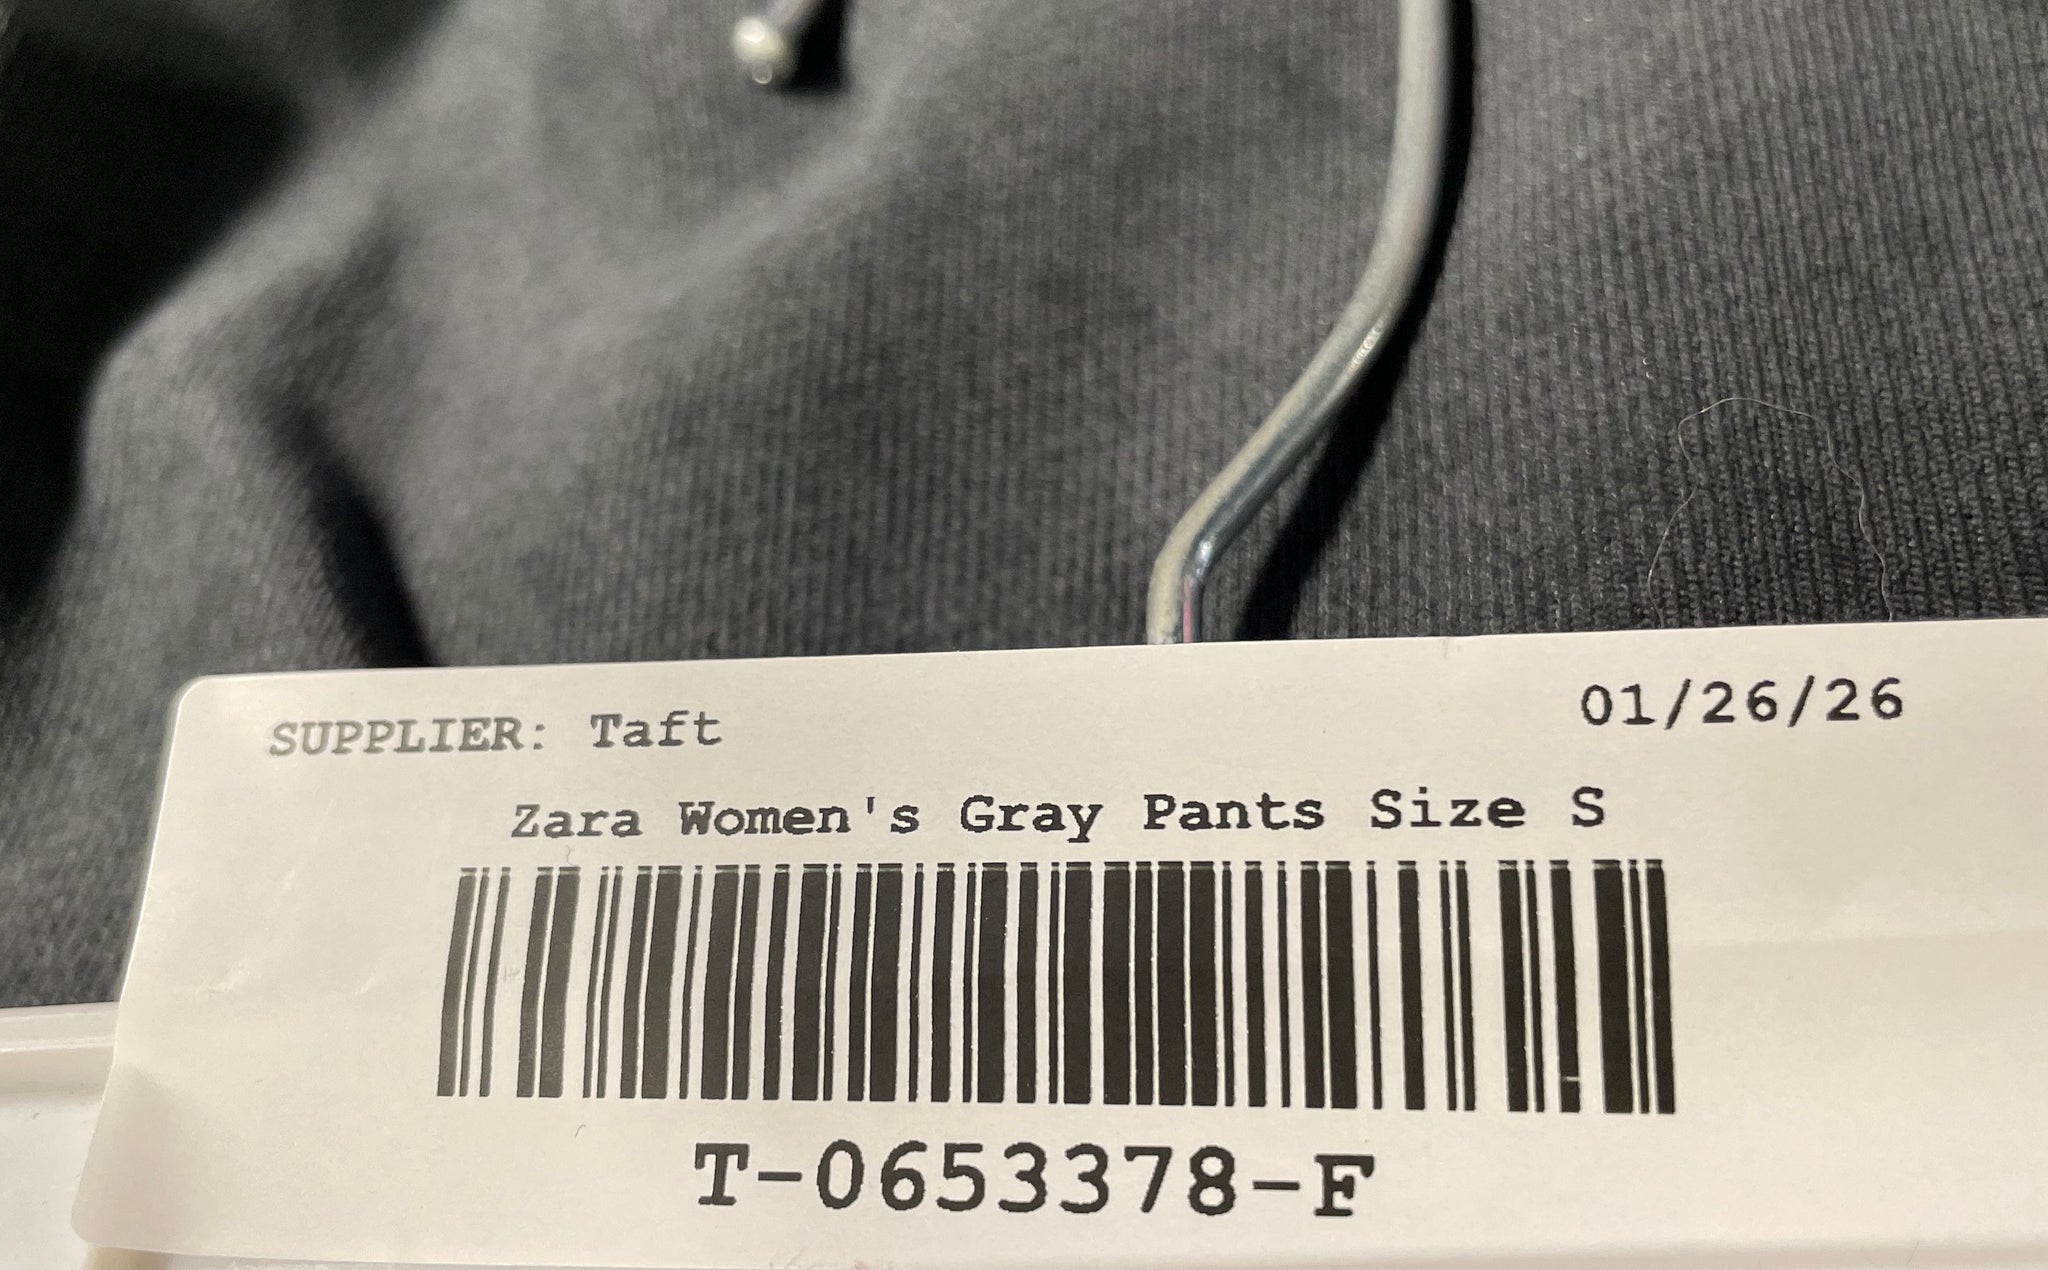 SUPPLIER: Taft 01/26/26
Zara Women's Gray Pants Size S
T-0653378-F